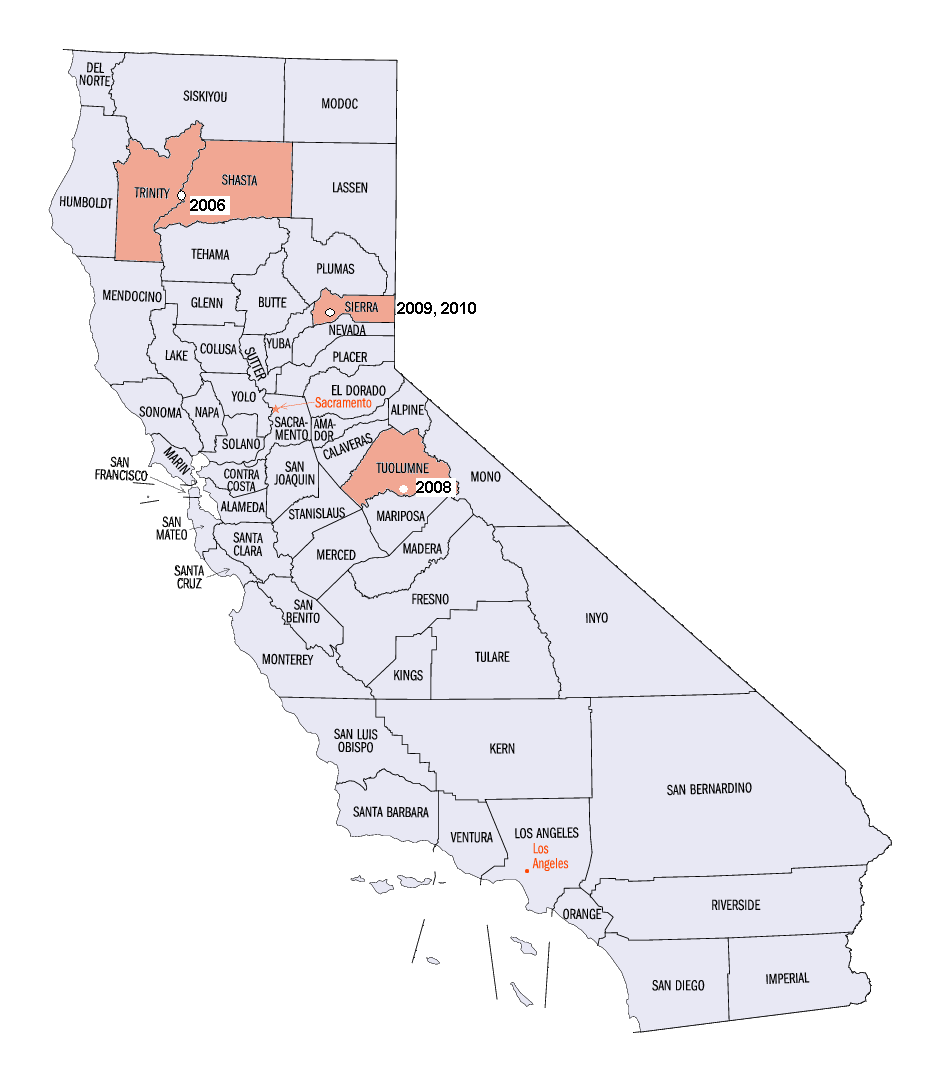 DEL
NORTE
SISKIYOU
MODOC
TRINITY
SHASTA
LASSEN
HUMBOLDT
2006
TEHAMA
PLUMAS
MENDOCINO
GLENN
BUTTE
SIERRA
2009, 2010
NEVADA
LAKE
COLUSA
SUTTER
YUBA
PLACER
YOLO
EL DORADO
Sacramento
SONOMA
NAPA
ALPINE
SACRA-
MENTO
AMA-
DOR
SOLANO
CALAVERAS
MARIN
SAN
FRANCISCO
CONTRA
COSTA
SAN
JOAQUIN
TUOLUMNE
2008
MONO
ALAMEDA
STANISLAUS
MARIPOSA
SAN
MATEO
SANTA
CLARA
MERCED
MADERA
SANTA
CRUZ
SAN
BENITO
FRESNO
INYO
MONTEREY
KINGS
TULARE
SAN LUIS
OBISPO
KERN
SAN BERNARDINO
SANTA BARBARA
VENTURA
LOS ANGELES
Los
Angeles
ORANGE
RIVERSIDE
SAN DIEGO
IMPERIAL